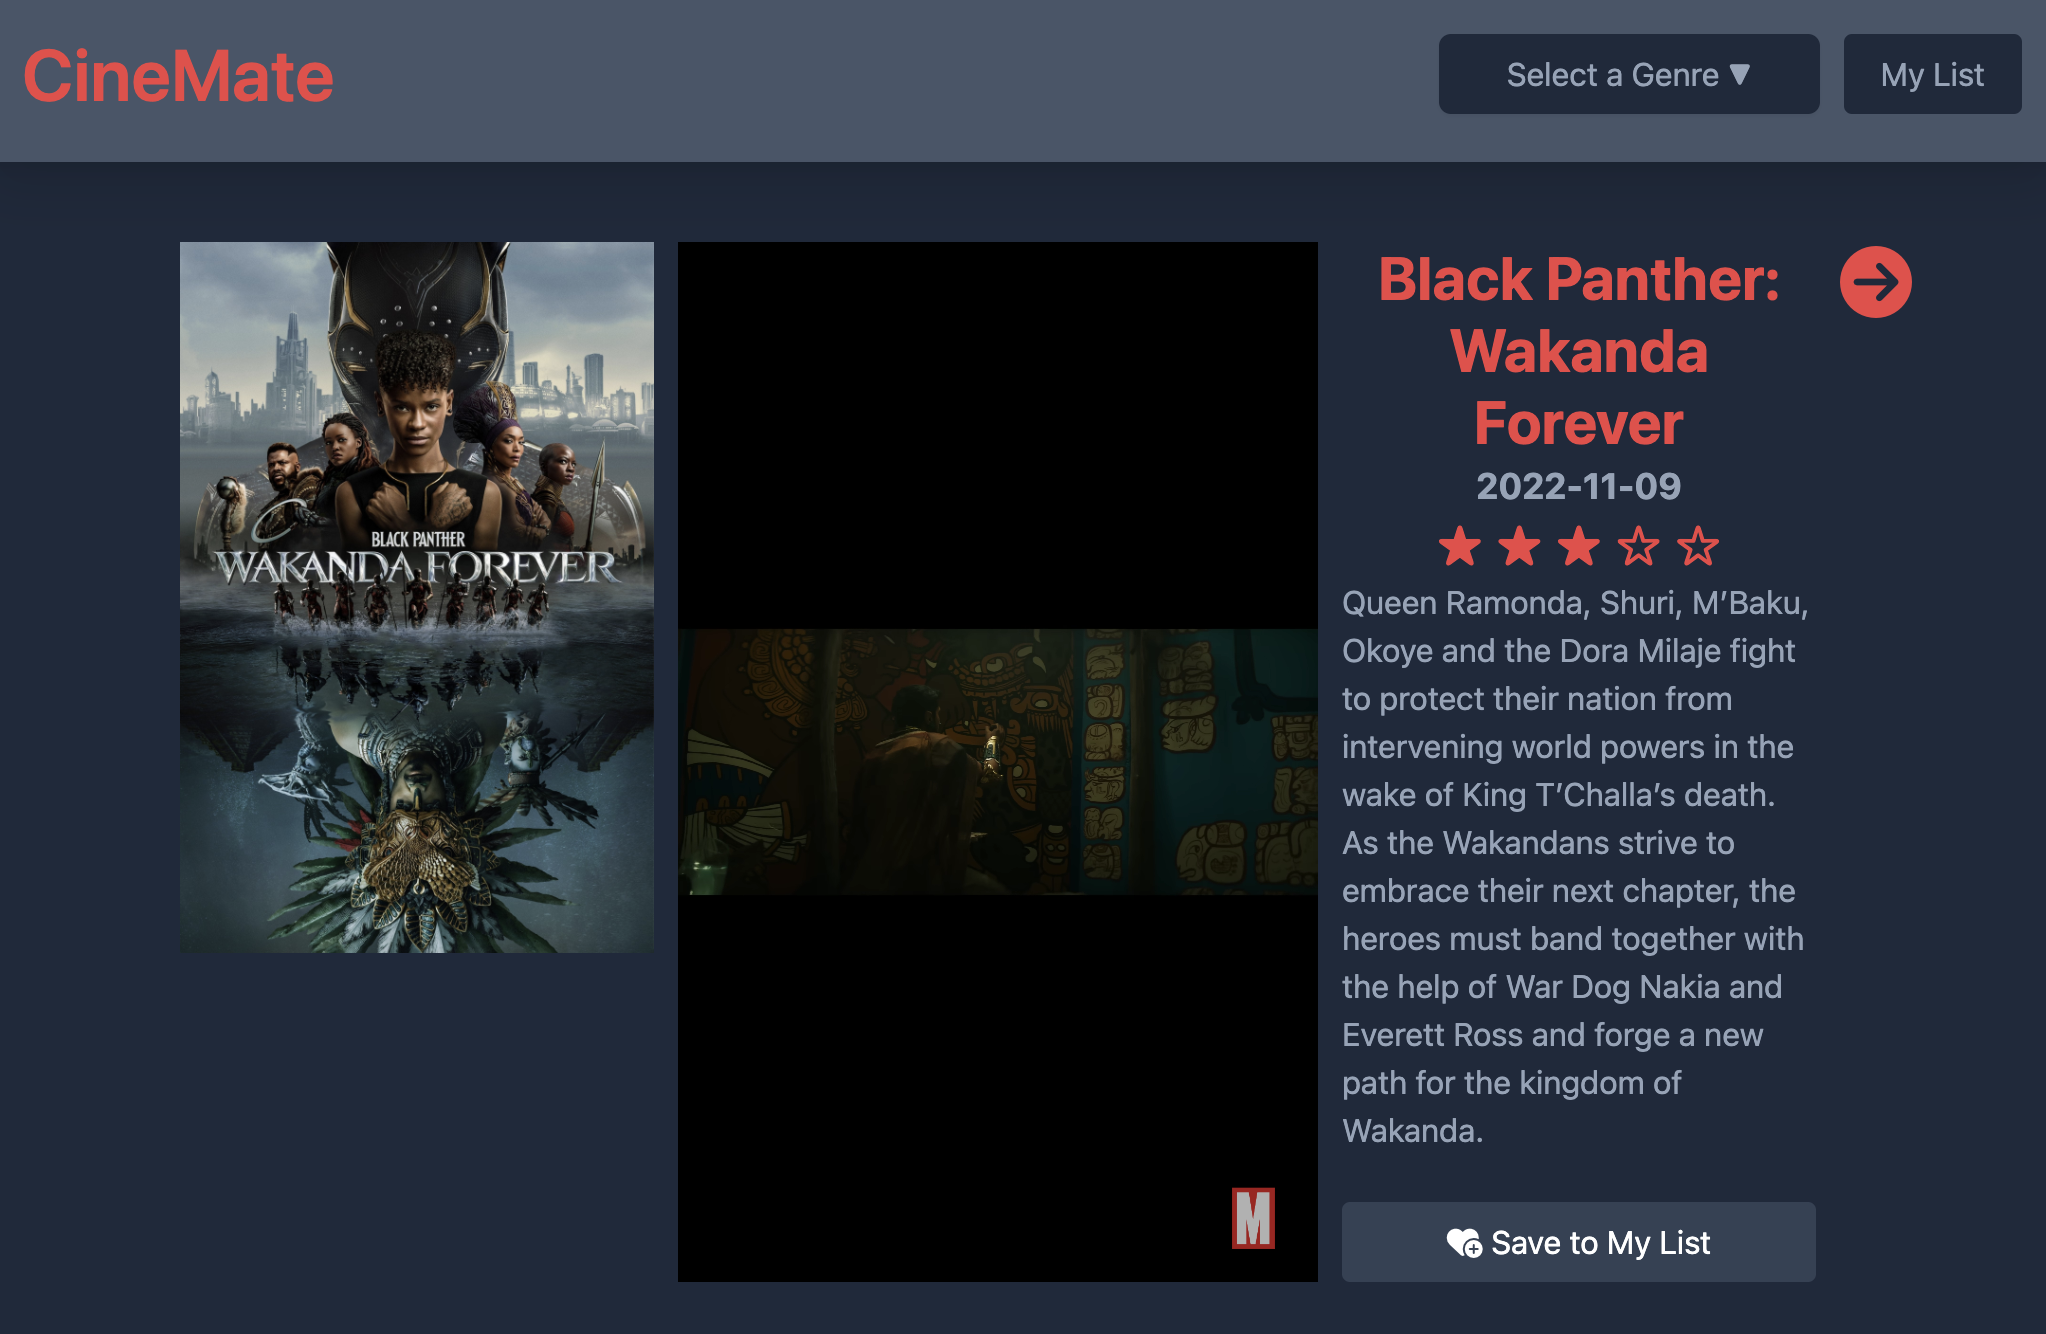 CineMate
Select a Genre ▼
My List
BLACK PANTHER
WAKANDA FOREVER
M
Black Panther:
Wakanda
Forever
2022-11-09
Queen Ramonda, Shuri, M’Baku,
Okoye and the Dora Milaje fight
to protect their nation from
intervening world powers in the
wake of King T’Challa’s death.
As the Wakandans strive to
embrace their next chapter, the
heroes must band together with
the help of War Dog Nakia and
Everett Ross and forge a new
path for the kingdom of
Wakanda.
Save to My List